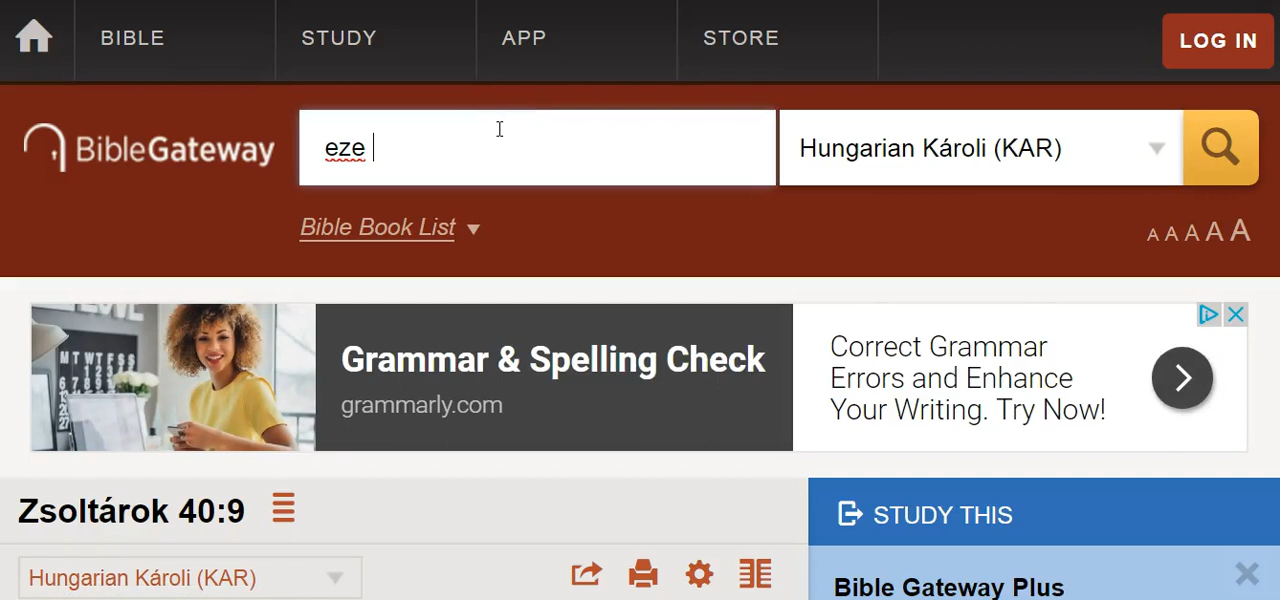 BIBLE STUDY APP STORE LOG IN
BibleGateway
eze
Hungarian Károli (KAR)
Bible Book List
A A A A A
Grammar & Spelling Check
grammarly.com
Correct Grammar
Errors and Enhance
Your Writing. Try Now!
Zsoltárok 40:9
Hungarian Károli (KAR)
STUDY THIS
Bible Gateway Plus